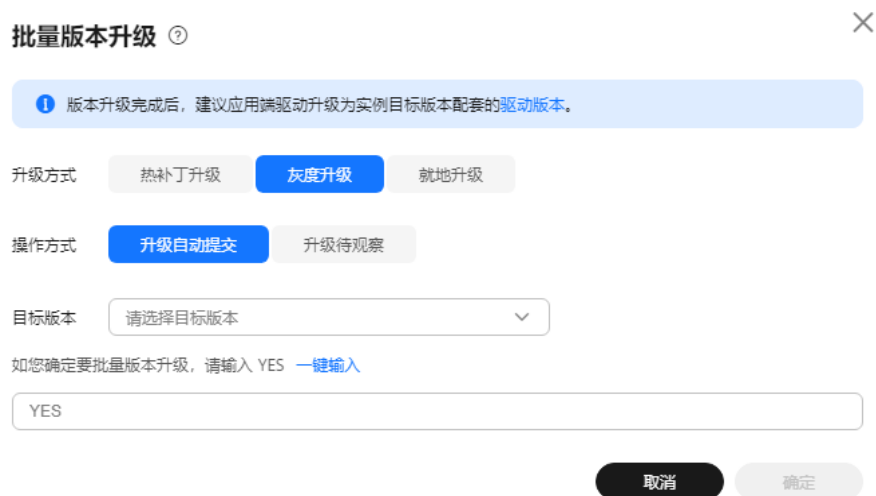 批量版本升级
版本升级完成后，建议应用端驱动升级为实例目标版本配套的驱动版本。
升级方式 热补丁升级 灰度升级 就地升级
操作方式 升级自动提交 升级待观察
目标版本 请选择目标版本
如您确定要批量版本升级，请输入 YES 一键输入
YES
取消 确定